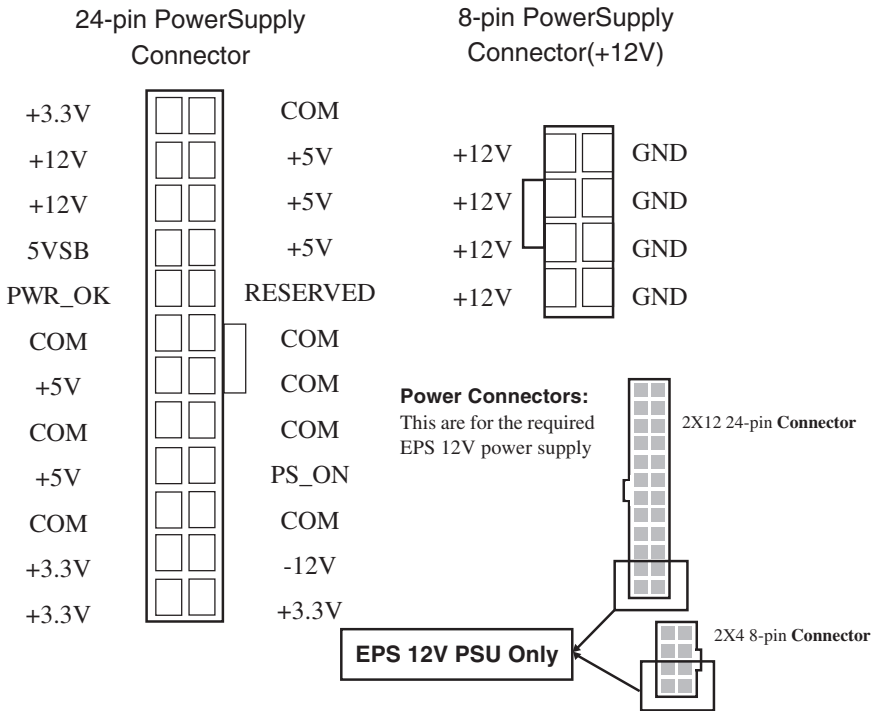 24-pin PowerSupply
Connector
+3.3V COM
+12V +5V
+12V +5V
5VSB +5V
PWR_OK RESERVED
COM COM
+5V COM
COM COM
+5V PS_ON
COM COM
+3.3V -12V
+3.3V +3.3V
8-pin PowerSupply
Connector(+12V)
+12V GND
+12V GND
+12V GND
+12V GND
Power Connectors:
This are for the required
EPS 12V power supply
2X12 24-pin Connector
EPS 12V PSU Only
2X4 8-pin Connector